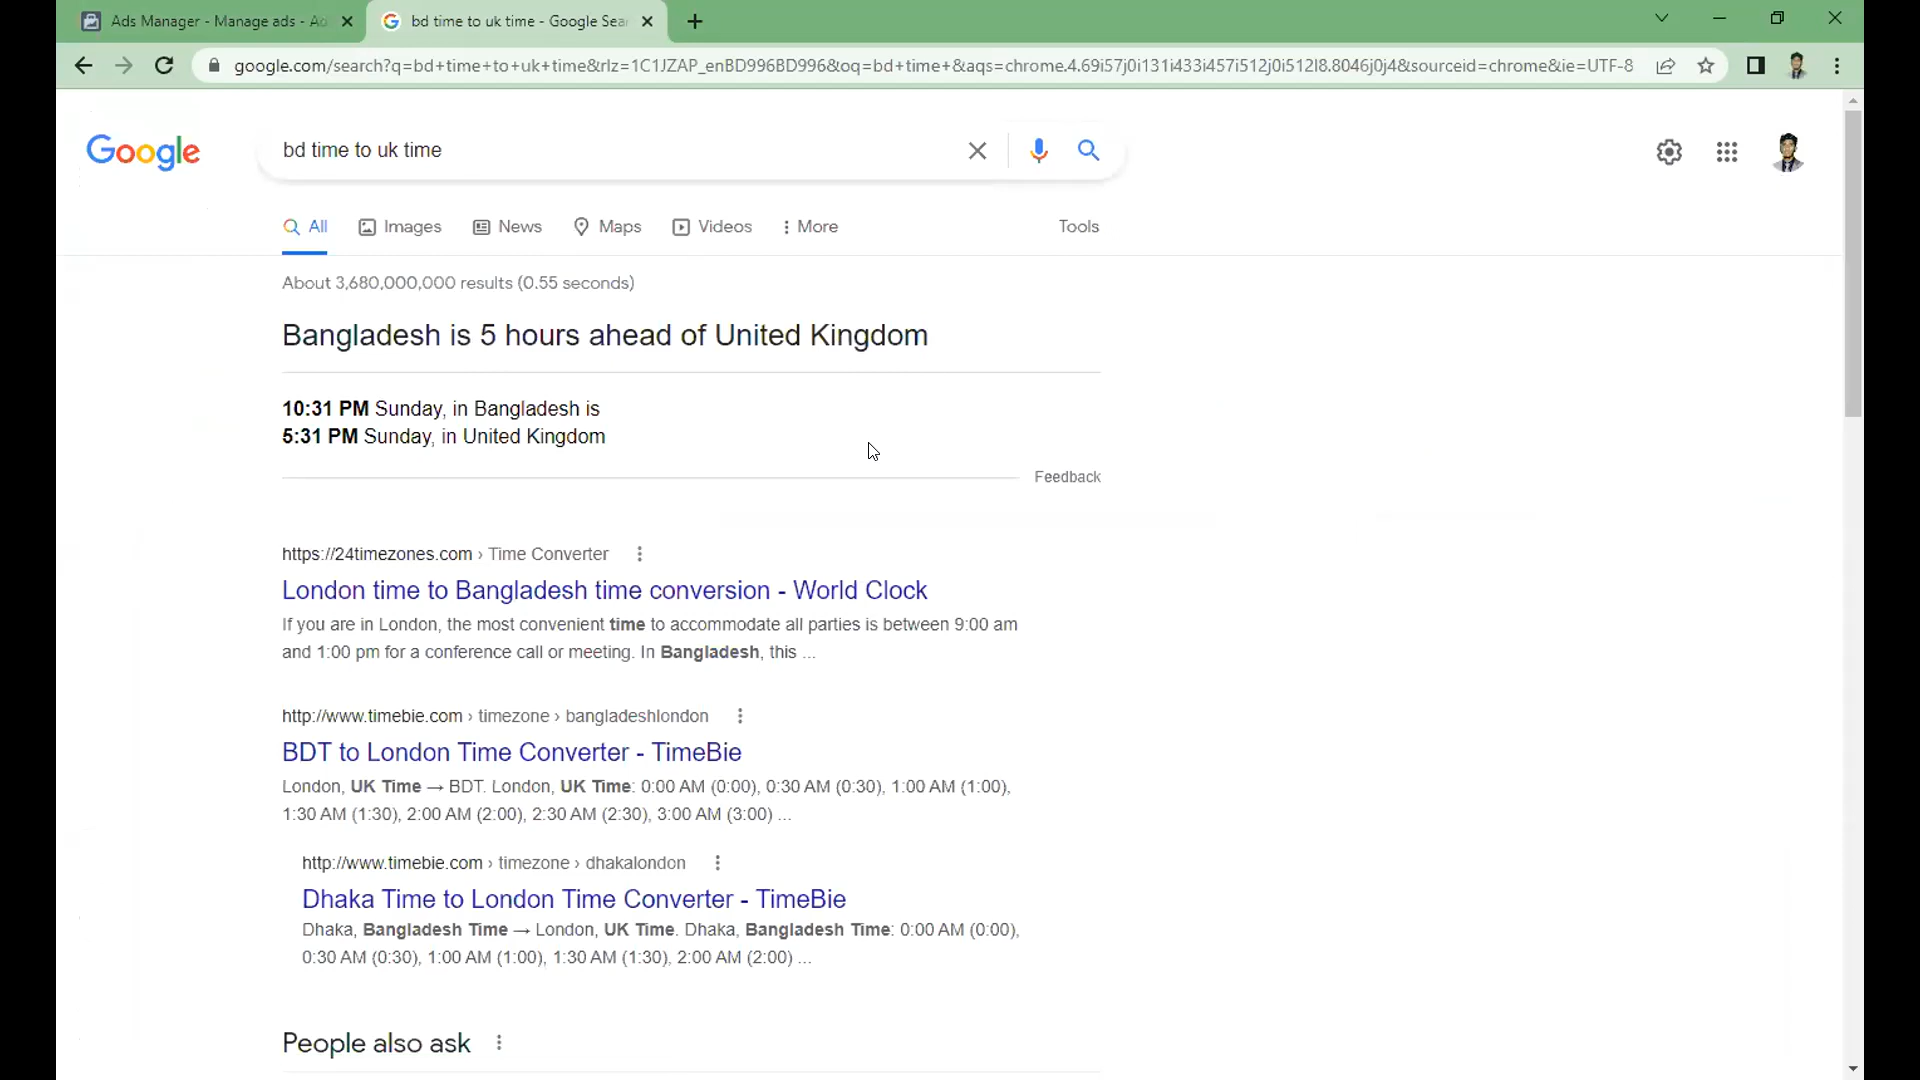 Ads Manager - Manage ads - Ad
bd time to uk time - Google Sear
google.com/search?q=bd+time+to+uk+time&rlz=1C1JZAP_enBD996BD996&oq=bd+time+&aqs=chrome.4.69i57j0i131i433i457i512j0i512l8.8046j0j4&sourceid=chrome&ie=UTF-8
Google
bd time to uk time
All Images News Maps Videos More Tools
About 3,680,000,000 results (0.55 seconds)
Bangladesh is 5 hours ahead of United Kingdom
10:31 PM Sunday, in Bangladesh is
5:31 PM Sunday, in United Kingdom
Feedback
https://24timezones.com › Time Converter
London time to Bangladesh time conversion - World Clock
If you are in London, the most convenient time to accommodate all parties is between 9:00 am
and 1:00 pm for a conference call or meeting. In Bangladesh, this ...
http://www.timebie.com › timezone › bangladeshlondon
BDT to London Time Converter - TimeBie
London, UK Time → BDT. London, UK Time: 0:00 AM (0:00), 0:30 AM (0:30), 1:00 AM (1:00),
1:30 AM (1:30), 2:00 AM (2:00), 2:30 AM (2:30), 3:00 AM (3:00) ...
http://www.timebie.com › timezone › dhakalondon
Dhaka Time to London Time Converter - TimeBie
Dhaka, Bangladesh Time → London, UK Time. Dhaka, Bangladesh Time: 0:00 AM (0:00),
0:30 AM (0:30), 1:00 AM (1:00), 1:30 AM (1:30), 2:00 AM (2:00) ...
People also ask